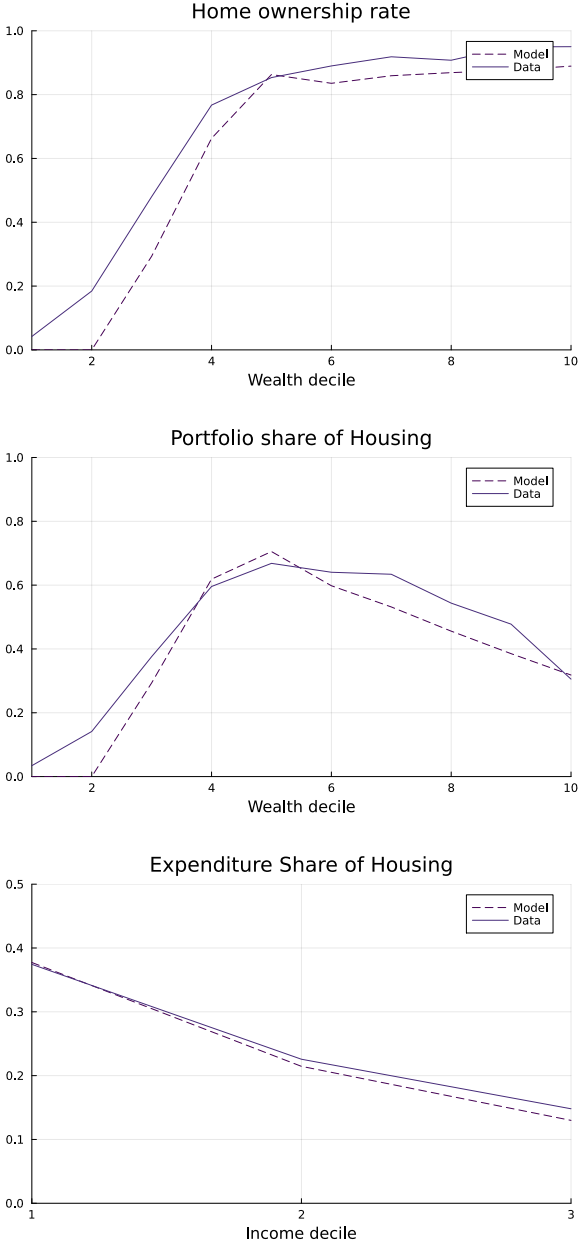 Home ownership rate
1.0
Model
Data
0.8
0.6
0.4
0.2
0.0
2
4
6
8
10
Wealth decile
Portfolio share of Housing
1.0
Model
Data
0.8
0.6
0.4
0.2
0.0
2
4
6
8
10
Wealth decile
Expenditure Share of Housing
0.5
Model
Data
0.4
0.3
0.2
0.1
0.0
1
2
3
Income decile